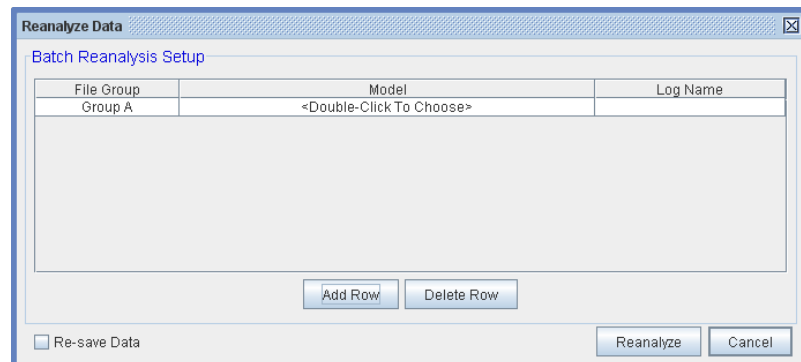 Reanalyze Data
Batch Reanalysis Setup
File Group Model Log Name
Group A <Double-Click To Choose>
Add Row Delete Row
Re-save Data Reanalyze Cancel